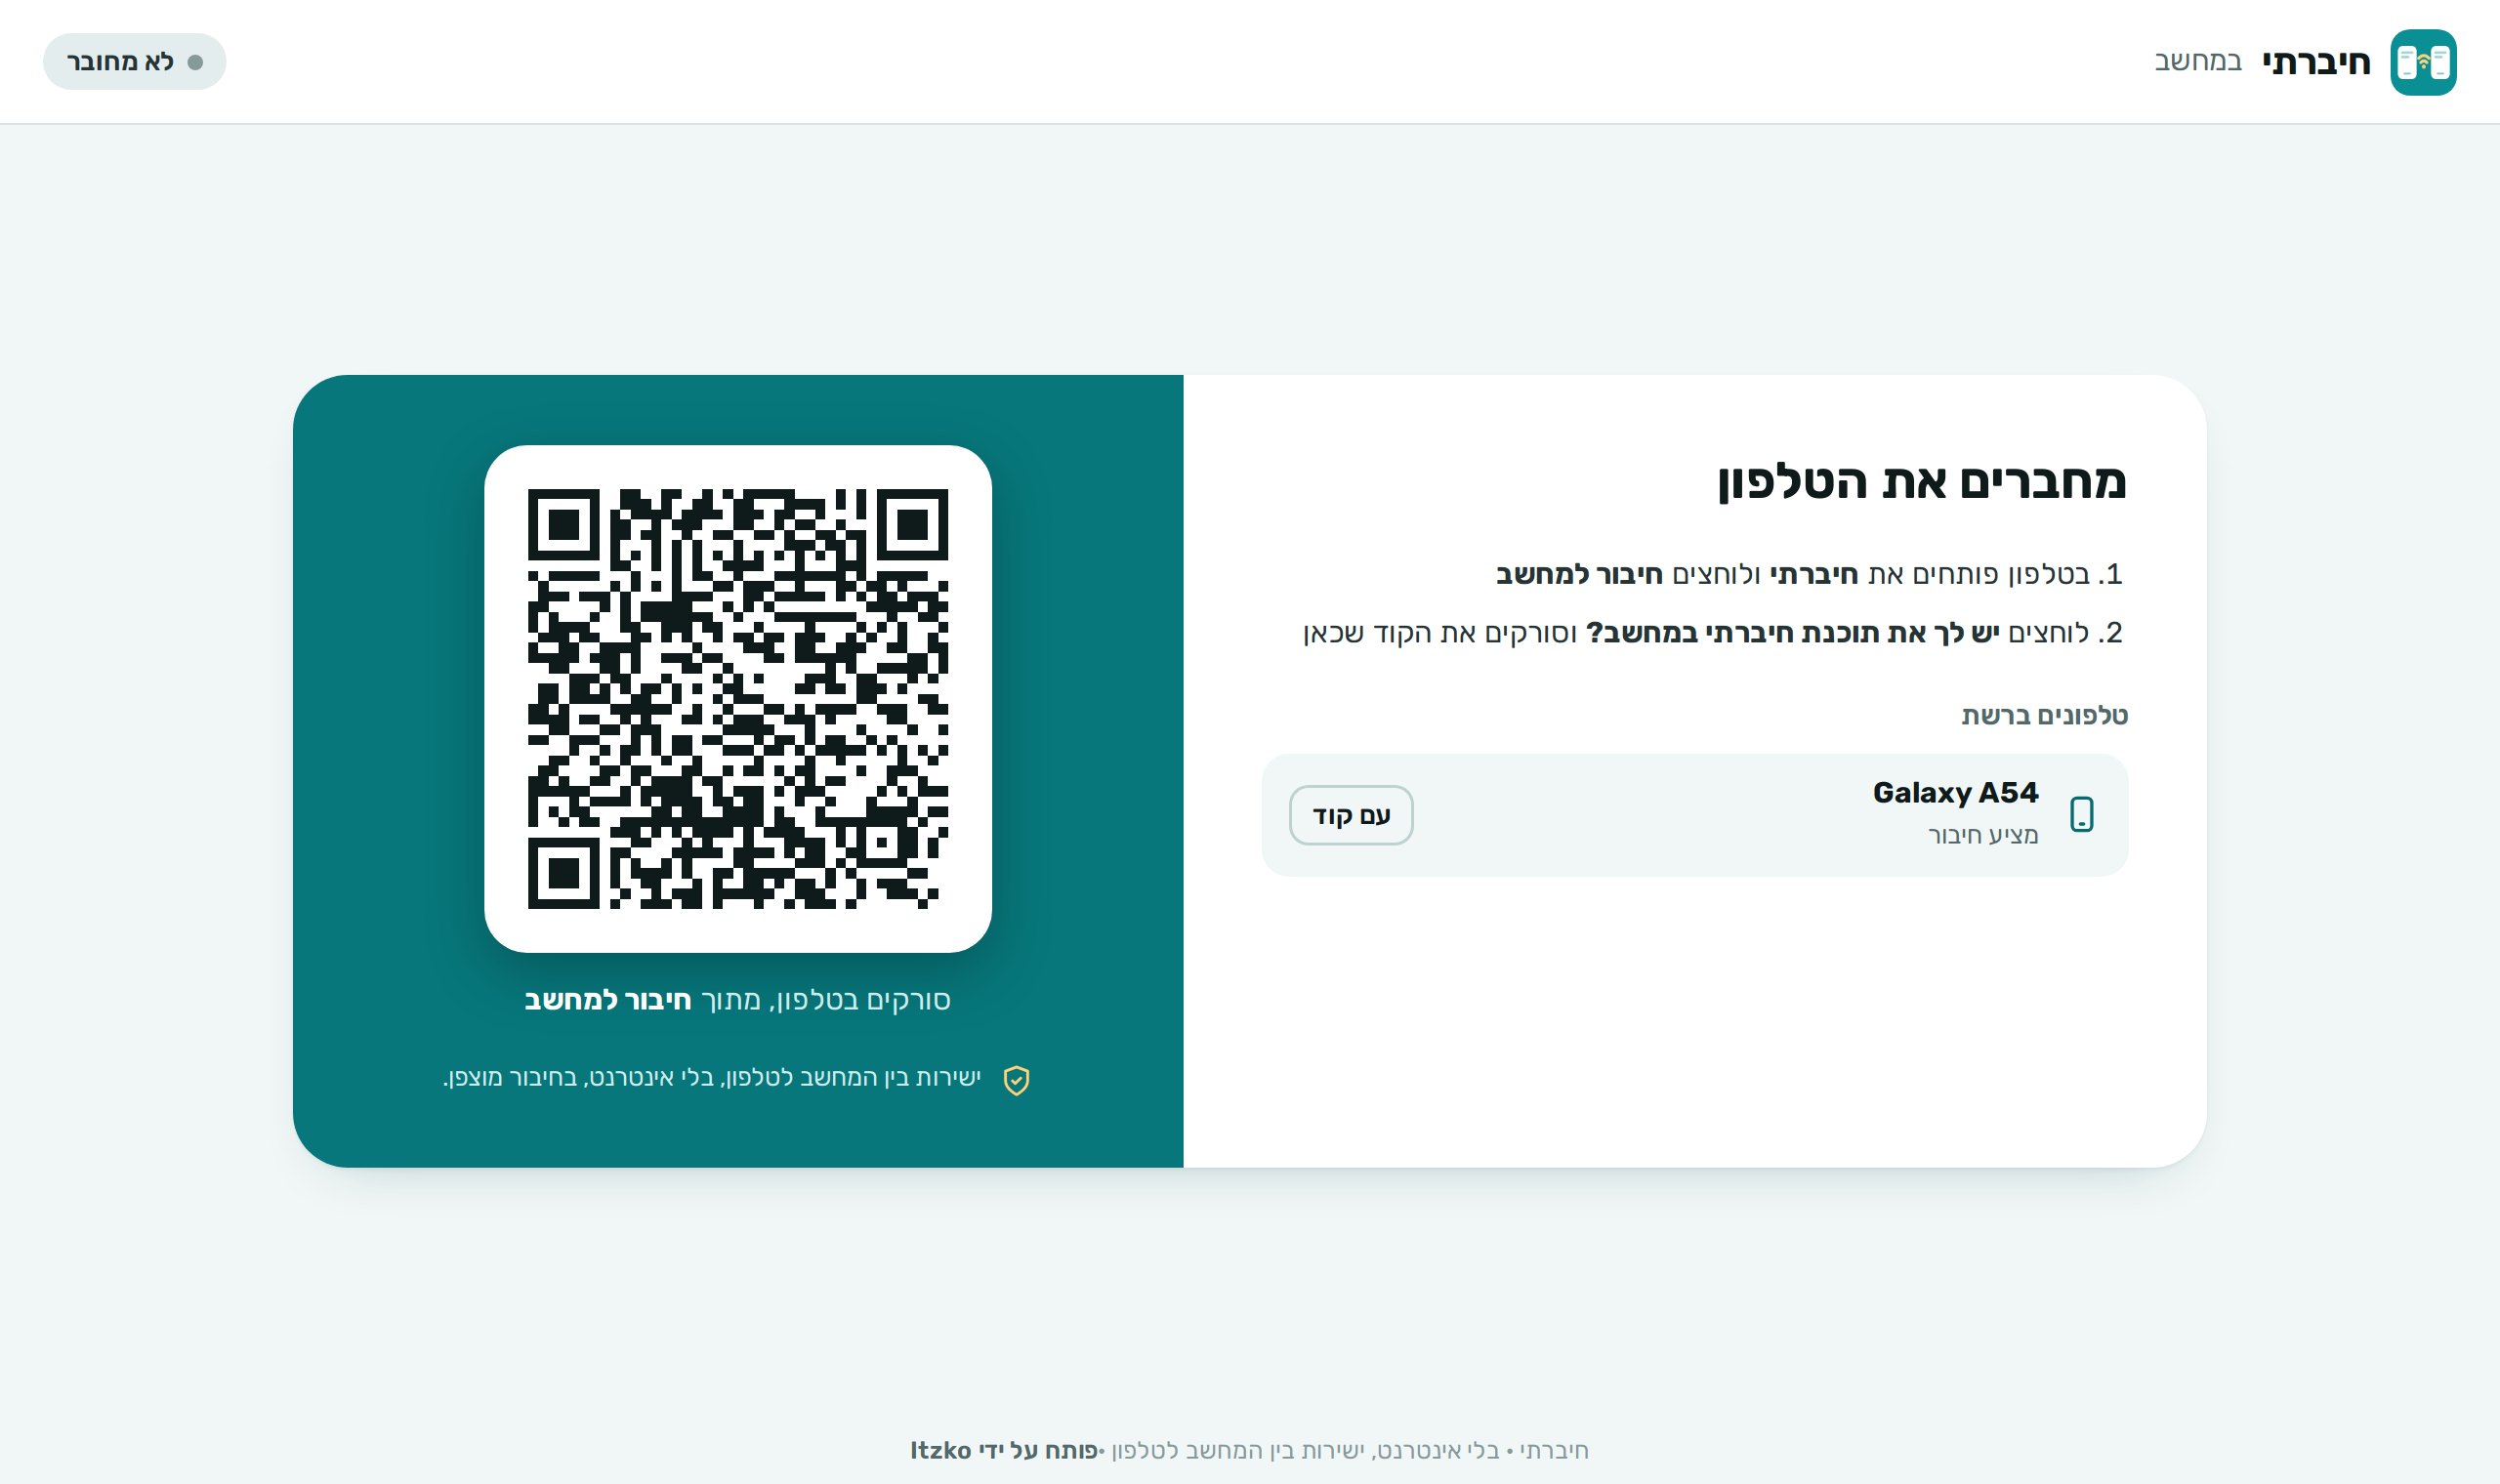 חיברתי במחשב
לא מחובר
מחברים את הטלפון
1. בטלפון פותחים את חיברתי ולוחצים חיבור למחשב
2. לוחצים יש לך את תוכנת חיברתי במחשב? וסורקים את הקוד שכאן
טלפונים ברשת
Galaxy A54
מציע חיבור
עם קוד
סורקים בטלפון, מתוך חיבור למחשב
ישירות בין המחשב לטלפון, בלי אינטרנט, בחיבור מוצפן.
חיברתי • בלי אינטרנט, ישירות בין המחשב לטלפון •פותח על ידי Itzko